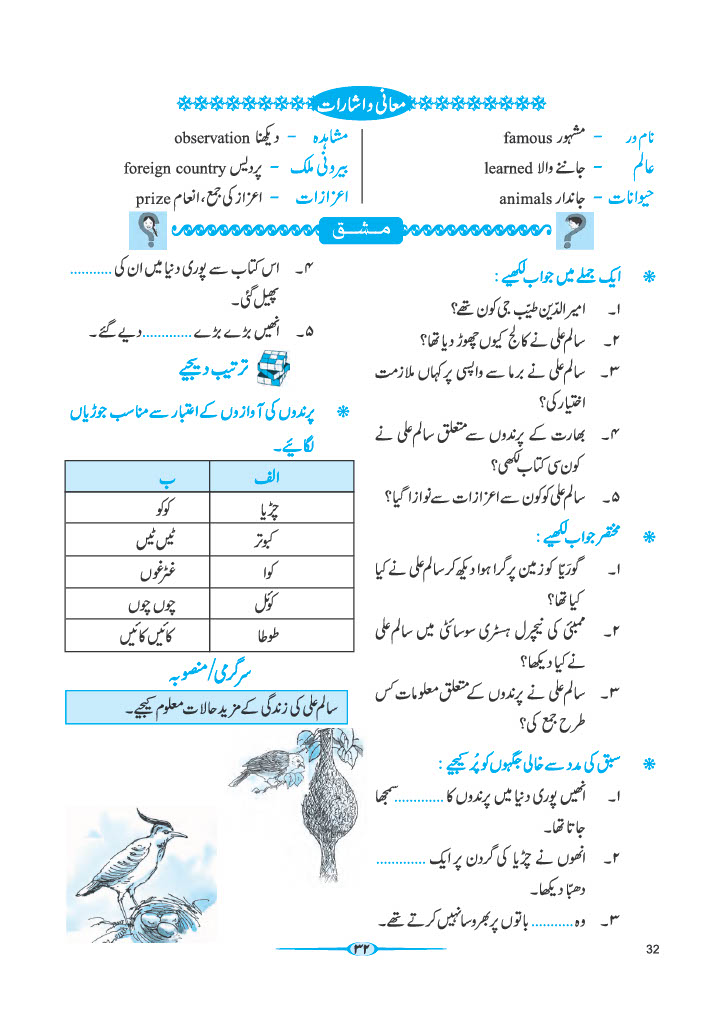 معانی و اشارات
نام ور – مشہور famous
عالم – جاننے والا learned
حیوانات – جاندار animals
مشاہدہ – دیکھنا observation
بیرونی ملک – پردیس foreign country
اعزازات – اعزاز کی جمع، انعام prize
مشق
* ایک جملے میں جواب لکھیے :
۱۔ امیر الدّین طیّب جی کون تھے؟
۲۔ سالم علی نے کالج کیوں چھوڑ دیا تھا؟
۳۔ سالم علی نے برما سے واپسی پر کہاں ملازمت
اختیار کی؟
۴۔ بھارت کے پرندوں سے متعلق سالم علی نے
کون سی کتاب لکھی؟
۵۔ سالم علی کو کون سے اعزازات سے نوازا گیا؟
* مختصر جواب لکھیے :
۱۔ گوریّا کو زمین پر گرا ہوا دیکھ کر سالم علی نے کیا
کیا تھا؟
۲۔ ممبئی کی نیچرل ہسٹری سوسائٹی میں سالم علی
نے کیا دیکھا؟
۳۔ سالم علی نے پرندوں کے متعلق معلومات کس
طرح جمع کی؟
* سبق کی مدد سے خالی جگہوں کو پُر کیجیے :
۱۔ انھیں پوری دنیا میں پرندوں کا ............. سمجھا
جاتا تھا۔
۲۔ انھوں نے چڑیا کی گردن پر ایک .............
دھبّا دیکھا۔
۳۔ وہ ........... باتوں پر بھروسا نہیں کرتے تھے۔
۴۔ اس کتاب سے پوری دنیا میں ان کی ...........
پھیل گئی۔
۵۔ انھیں بڑے بڑے ............. دیے گئے۔
ترتیب دیجیے
* پرندوں کی آوازوں کے اعتبار سے مناسب جوڑیاں
لگائیے۔
الف ب
چڑیا کوکو
کبوتر ٹیں ٹیں
کوا غٹرغوں
کوئل چوں چوں
طوطا کائیں کائیں
سرگرمی/منصوبہ
سالم علی کی زندگی کے مزید حالات معلوم کیجیے۔
۳۲
32